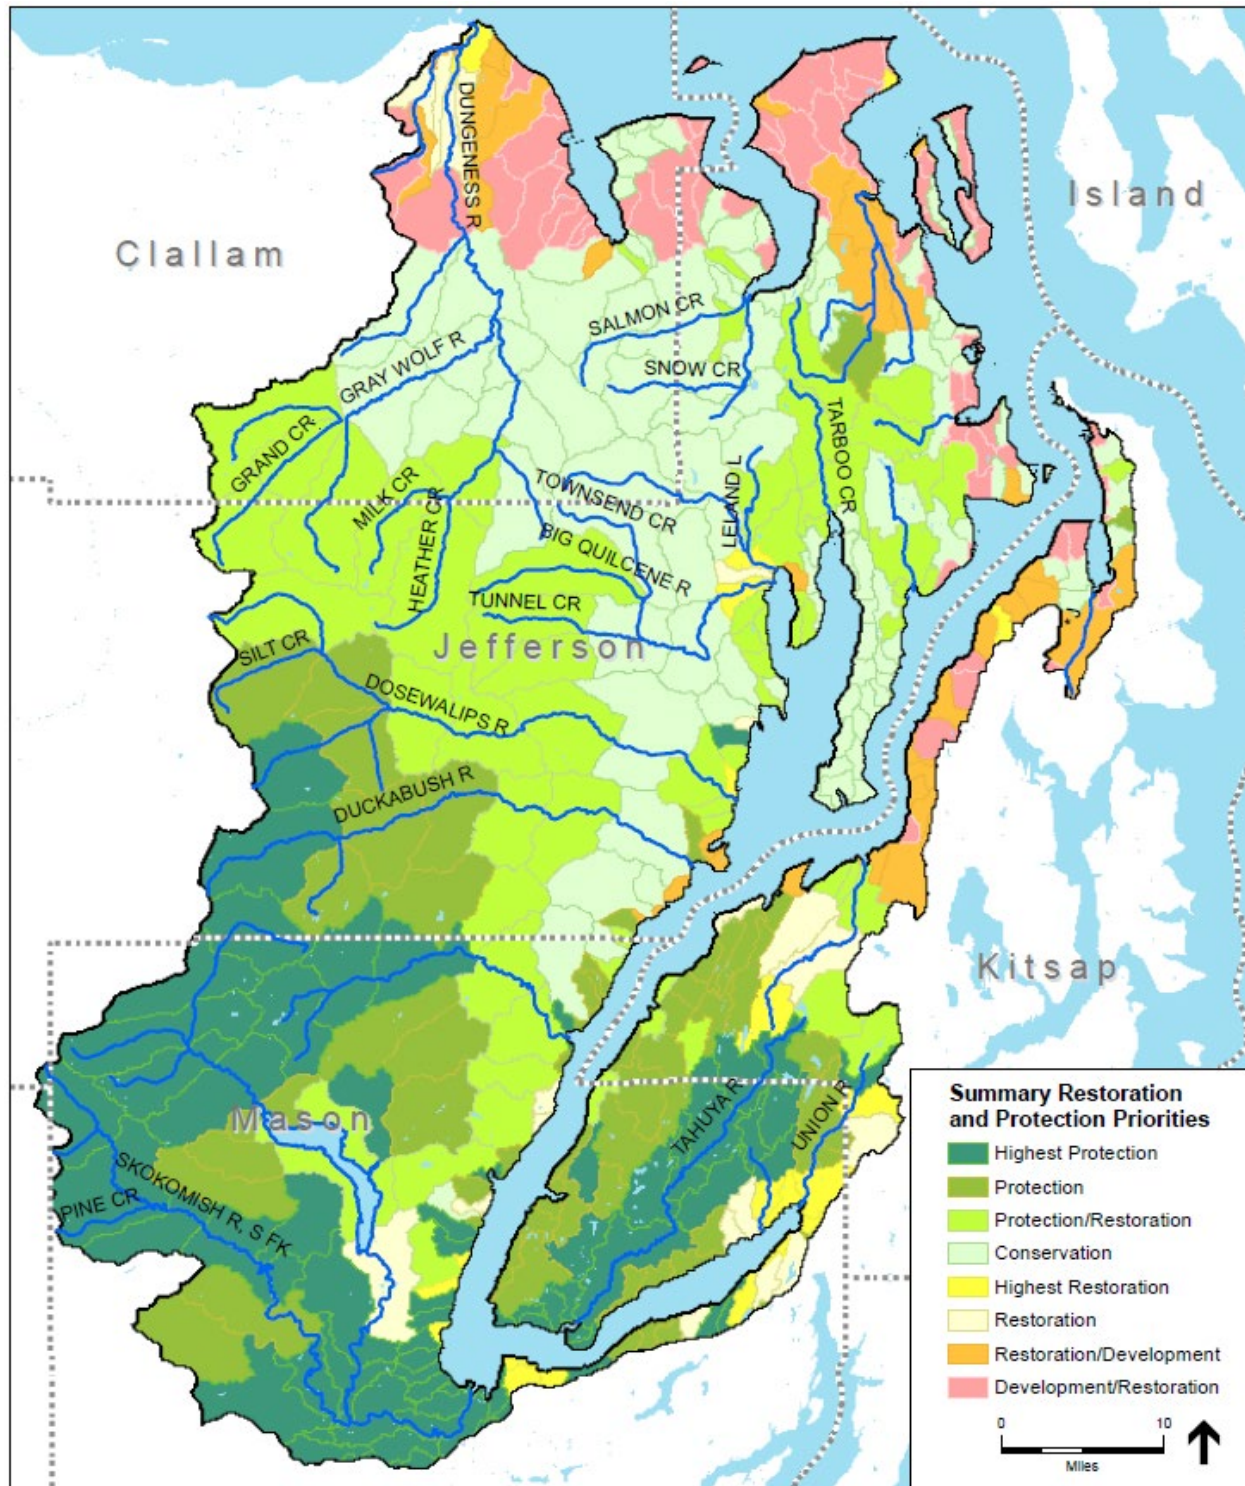 DUNGENESS R
Island
Clallam
SALMON CR
GRAY WOLF R
SNOW CR
GRAND CR
TARBOO CR
MILK CR
TOWNSEND CR
LELAND L
HEATHER CR
BIG QUILCENE R
TUNNEL CR
SILT CR
Jefferson
DOSEWALIPS R
DUCKABUSH R
Kitsap
Mason
TAHUYA R
UNION R
SKOKOMISH R, S FK
PINE CR
Summary Restoration
and Protection Priorities
Highest Protection
Protection
Protection/Restoration
Conservation
Highest Restoration
Restoration
Restoration/Development
Development/Restoration
0 10
Miles